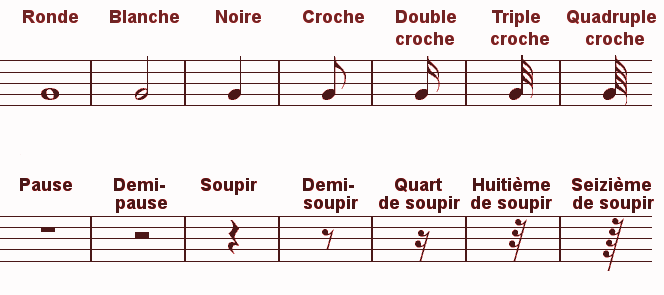 Ronde Blanche Noire Croche Double Triple Quadruple
croche croche croche
Pause Demi- Soupir Demi- Quart Huitième Seizième
pause soupir de soupir de soupir de soupir